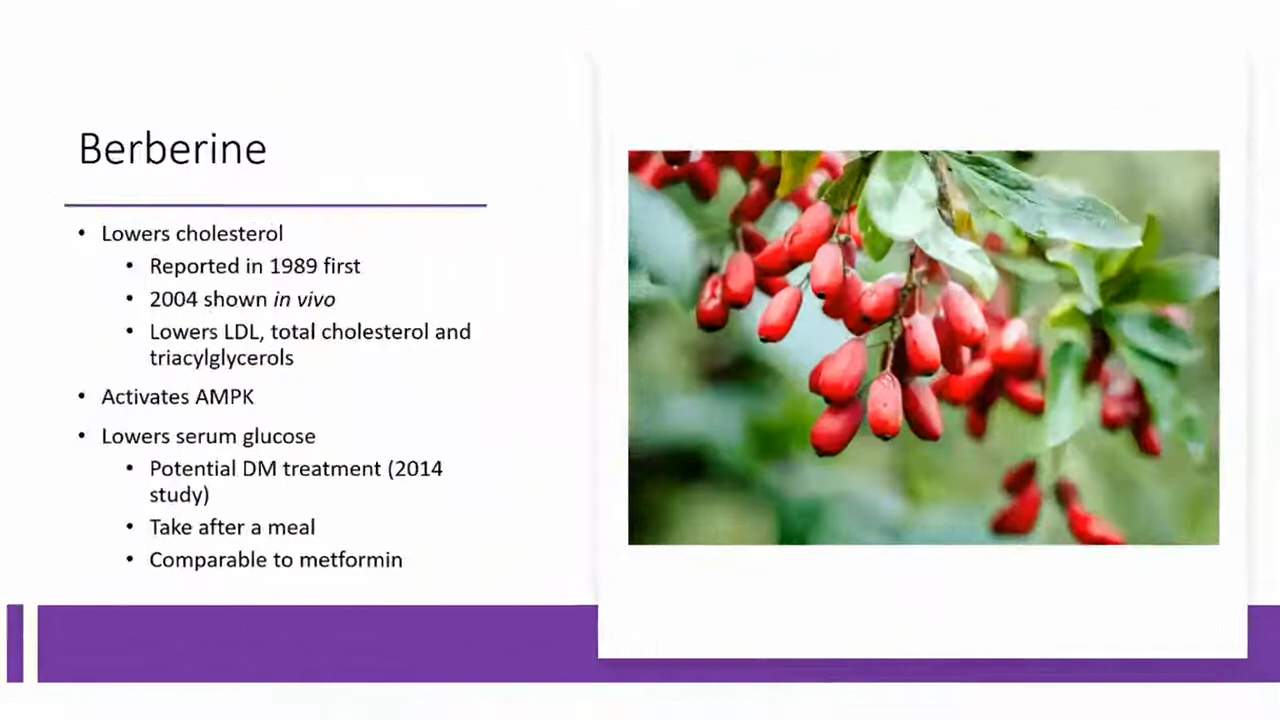 Berberine
• Lowers cholesterol
• Reported in 1989 first
• 2004 shown in vivo
• Lowers LDL, total cholesterol and
triacylglycerols
• Activates AMPK
• Lowers serum glucose
• Potential DM treatment (2014
study)
• Take after a meal
• Comparable to metformin